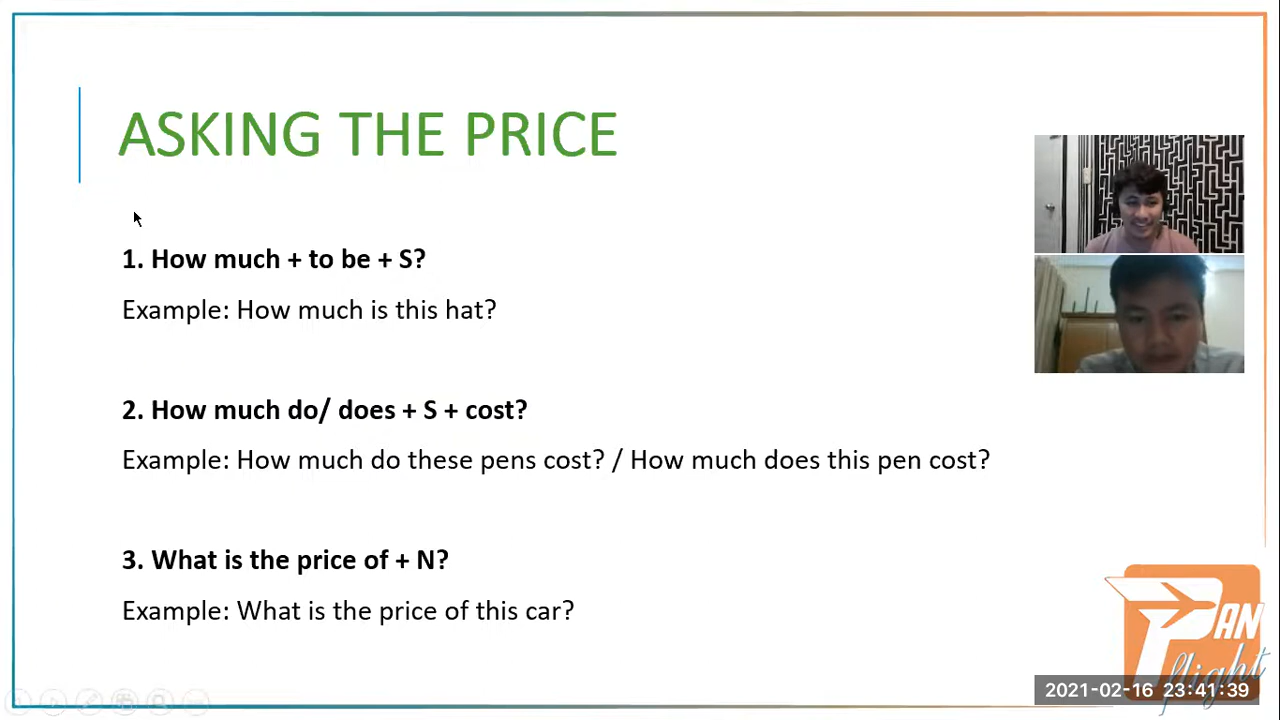 ASKING THE PRICE
1. How much + to be + S?
Example: How much is this hat?
2. How much do/ does + S + cost?
Example: How much do these pens cost? / How much does this pen cost?
3. What is the price of + N?
Example: What is the price of this car?
PAN
flight
2021-02-16 23:41:39